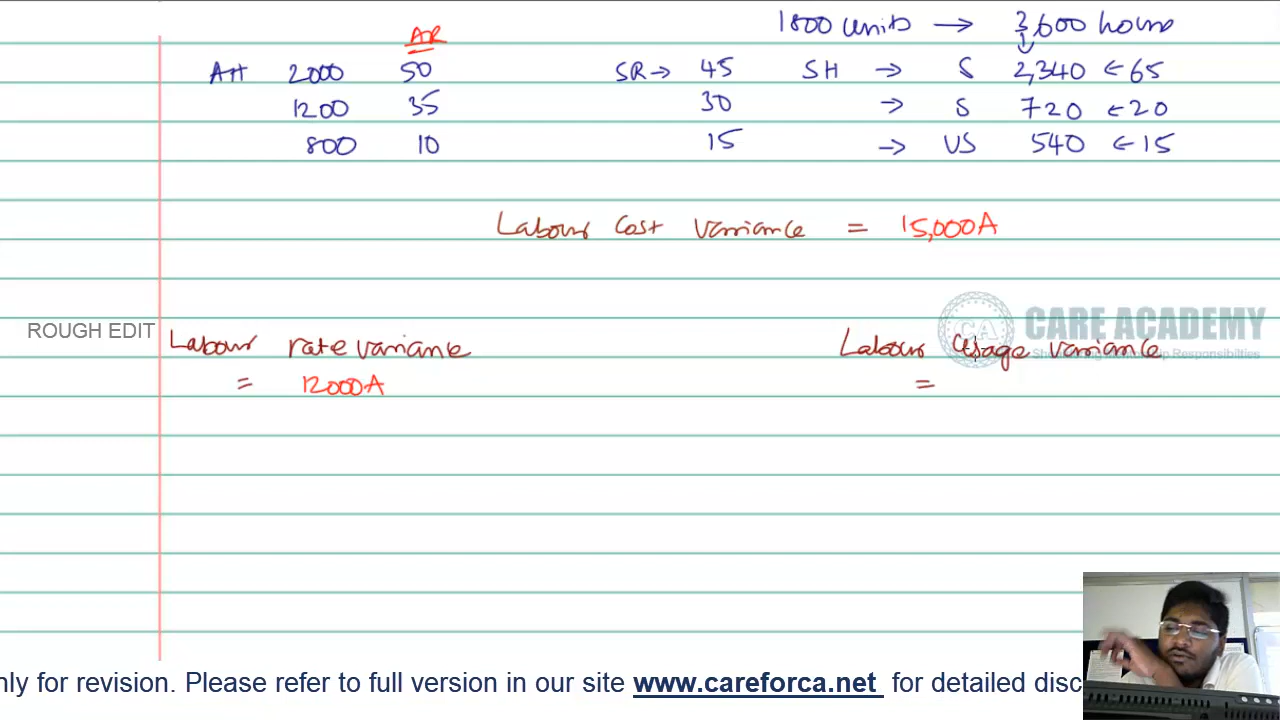 1800 units → 3,600 hours
AR
AH 2000 50 SR → 45 SH → S 2,340 ← 65
1200 35 30 → S 720 ← 20
800 10 15 → US 540 ← 15
Labour Cost variance = 15,000A
CARE ACADEMY
ROUGH EDIT
Labour rate variance Labour usage variance
= 12000A =
nly for revision. Please refer to full version in our site www.careforca.net for detailed disc